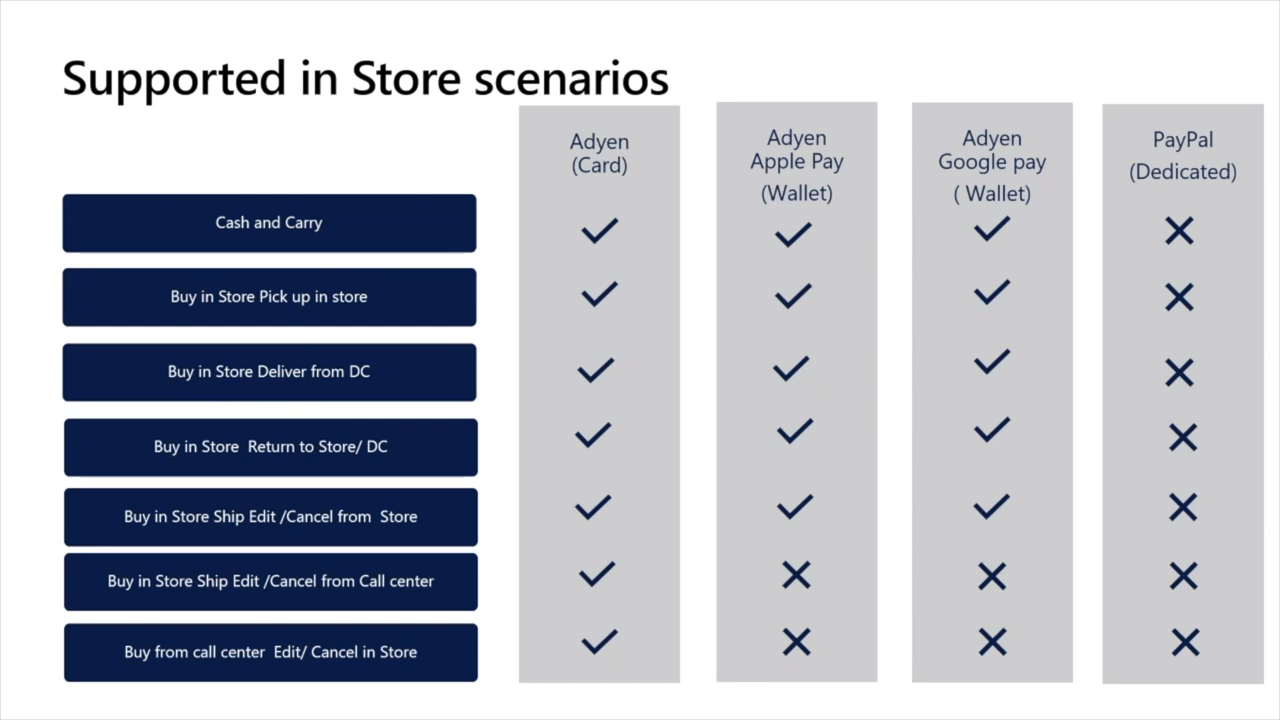 Supported in Store scenarios
Adyen
(Card)
Adyen
Apple Pay
(Wallet)
Adyen
Google pay
( Wallet)
PayPal
(Dedicated)
Cash and Carry
Buy in Store Pick up in store
Buy in Store Deliver from DC
Buy in Store  Return to Store/ DC
Buy in Store Ship Edit /Cancel from  Store
Buy in Store Ship Edit /Cancel from Call center
Buy from call center  Edit/ Cancel in Store